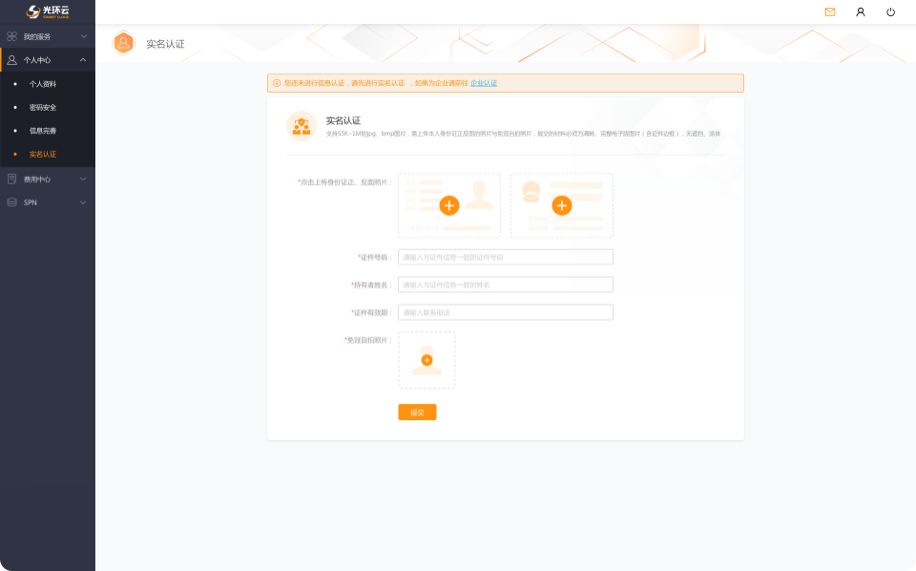 光环云
我的服务
个人中心
个人资料
密码安全
信息完善
实名认证
费用中心
SPN
实名认证
您还未进行信息认证，请先进行实名认证 ，如果为企业请前往 企业认证
实名认证
支持55K~1M的jpg、bmp图片，需上传本人身份证正反面的照片与免冠自拍照片，提交的材料必须为清晰、完整电子版图片（含证件边框），无遮挡、涂抹
*点击上传身份证正、反面照片：
*证件号码： 请输入与证件信息一致的证件号码
*持有者姓名： 请输入与证件信息一致的姓名
*证件有效期： 请输入联系电话
*免冠自拍照片：
提交